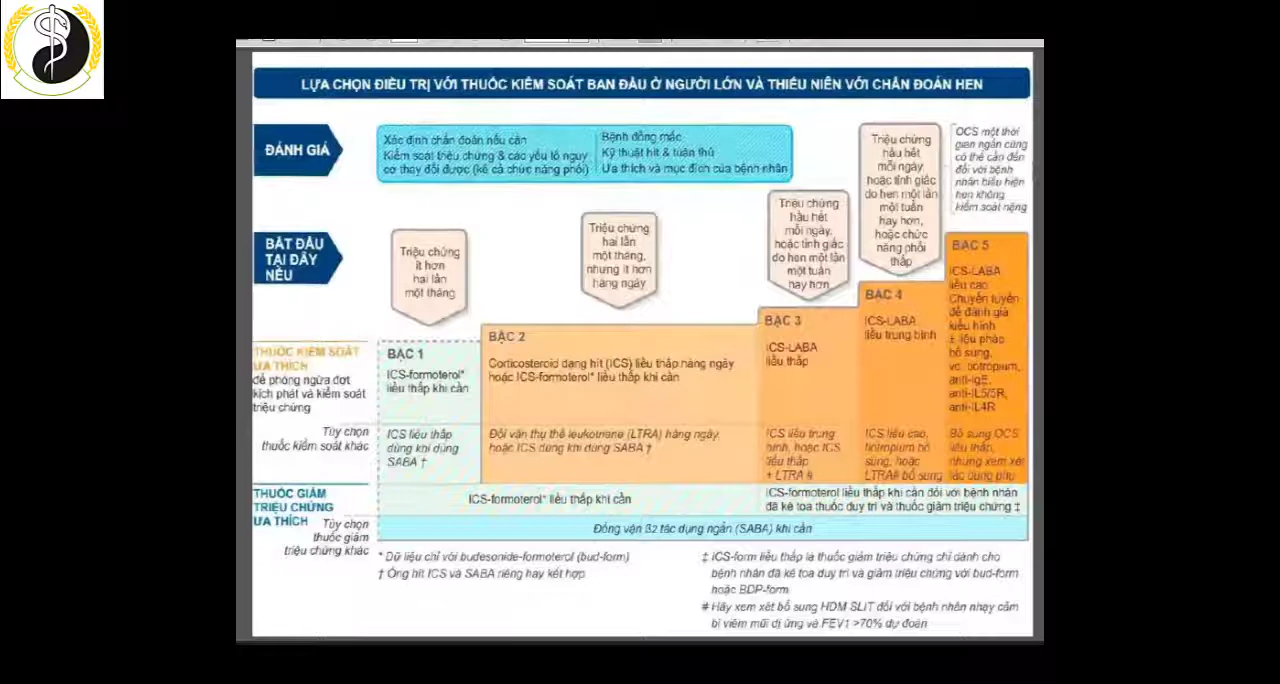 LỰA CHỌN ĐIỀU TRỊ VỚI THUỐC KIỂM SOÁT BAN ĐẦU Ở NGƯỜI LỚN VÀ THIẾU NIÊN VỚI CHẨN ĐOÁN HEN
ĐÁNH GIÁ
Xác định chẩn đoán nếu cần
Kiểm soát triệu chứng & các yếu tố nguy
cơ thay đổi được (kể cả chức năng phổi)
Bệnh đồng mắc
Kỹ thuật hít & tuân thủ
Ưa thích và mục đích của bệnh nhân
BẮT ĐẦU
TẠI ĐÂY
NẾU
Triệu chứng
ít hơn
hai lần
một tháng
Triệu chứng
hai lần
một tháng,
nhưng ít hơn
hàng ngày
Triệu chứng
hầu hết
mỗi ngày,
hoặc tỉnh giấc
do hen một lần
một tuần
hay hơn
Triệu chứng
hầu hết
mỗi ngày
hoặc tỉnh giấc
do hen một lần
một tuần
hay hơn,
hoặc chức
năng phổi
thấp
OCS một thời
gian ngắn cũng
có thể cần đến
đối với bệnh
nhân biểu hiện
hen không
kiểm soát nặng
THUỐC KIỂM SOÁT
ƯA THÍCH
để phòng ngừa đợt
kịch phát và kiểm soát
triệu chứng
BẬC 1
ICS-formoterol*
liều thấp khi cần
BẬC 2
Corticosteroid dạng hít (ICS) liều thấp hàng ngày
hoặc ICS-formoterol* liều thấp khi cần
BẬC 3
ICS-LABA
liều thấp
BẬC 4
ICS-LABA
liều trung bình
BẬC 5
ICS-LABA
liều cao
Chuyển tuyến
để đánh giá
kiểu hình
± liệu pháp
bổ sung,
vd. tiotropium,
anti-IgE,
anti-IL5/5R,
anti-IL4R
Tùy chọn
thuốc kiểm soát khác
ICS liều thấp
dùng khi dùng
SABA †
Đối vận thụ thể leukotriene (LTRA) hàng ngày,
hoặc ICS dùng khi dùng SABA †
ICS liều trung
bình, hoặc ICS
liều thấp
+ LTRA #
ICS liều cao,
tiotropium bổ
sung, hoặc
LTRA# bổ sung
Bổ sung OCS
liều thấp,
nhưng xem xét
tác dụng phụ
THUỐC GIẢM
TRIỆU CHỨNG
ƯA THÍCH
ICS-formoterol* liều thấp khi cần
ICS-formoterol liều thấp khi cần đối với bệnh nhân
đã kê toa thuốc duy trì và thuốc giảm triệu chứng ‡
Tùy chọn
thuốc giảm
triệu chứng khác
Đồng vận ß2 tác dụng ngắn (SABA) khi cần
* Dữ liệu chỉ với budesonide-formoterol (bud-form)
† Ống hít ICS và SABA riêng hay kết hợp
‡ ICS-form liều thấp là thuốc giảm triệu chứng chỉ dành cho
bệnh nhân đã kê toa duy trì và giảm triệu chứng với bud-form
hoặc BDP-form
# Hãy xem xét bổ sung HDM SLIT đối với bệnh nhân nhạy cảm
bị viêm mũi dị ứng và FEV1 >70% dự đoán